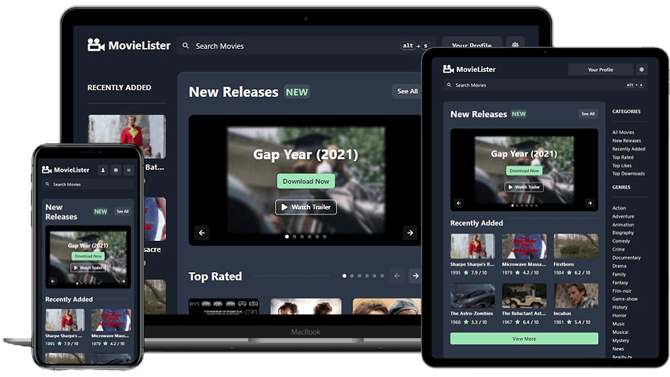 MovieLister
Search Movies
alt + s
Your Profile
RECENTLY ADDED
New Releases NEW
See All
Gap Year (2021)
Download Now
Watch Trailer
Top Rated
MacBook
MovieLister
Search Movies
New
Releases
NEW
See All
Gap Year (2021)
Download Now
Watch Trailer
Recently Added
Sharpe Sharpe's
Microwave Mass...
1995 7.9 / 10
1979 4.2 / 10
MovieLister
Your Profile
Search Movies
alt + s
New Releases NEW
See All
Gap Year (2021)
Download Now
Watch Trailer
Recently Added
Sharpe Sharpe's B...
Microwave Massa...
Firstborn
1995 7.9 / 10
1979 4.2 / 10
1984 6.2 / 10
The Astro-Zombies
The Reluctant Ast...
Incubus
1968 3.3 / 10
1967 6.4 / 10
1981 5.4 / 10
View More
CATEGORIES
All Movies
New Releases
Recently Added
Top Rated
Top Likes
Top Downloads
GENRES
Action
Adventure
Animation
Biography
Comedy
Crime
Documentary
Drama
Family
Fantasy
Film-noir
Game-show
History
Horror
Music
Musical
Mystery
News